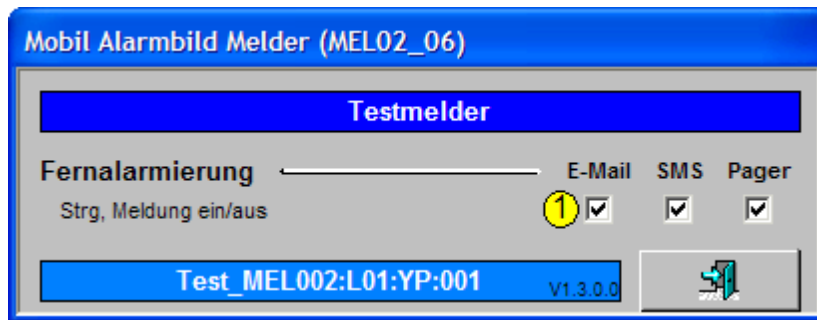 Mobil Alarmbild Melder (MEL02_06)
Testmelder
Fernalarmierung E-Mail SMS Pager
Strg, Meldung ein/aus 1
Test_MEL002:L01:YP:001 V1.3.0.0